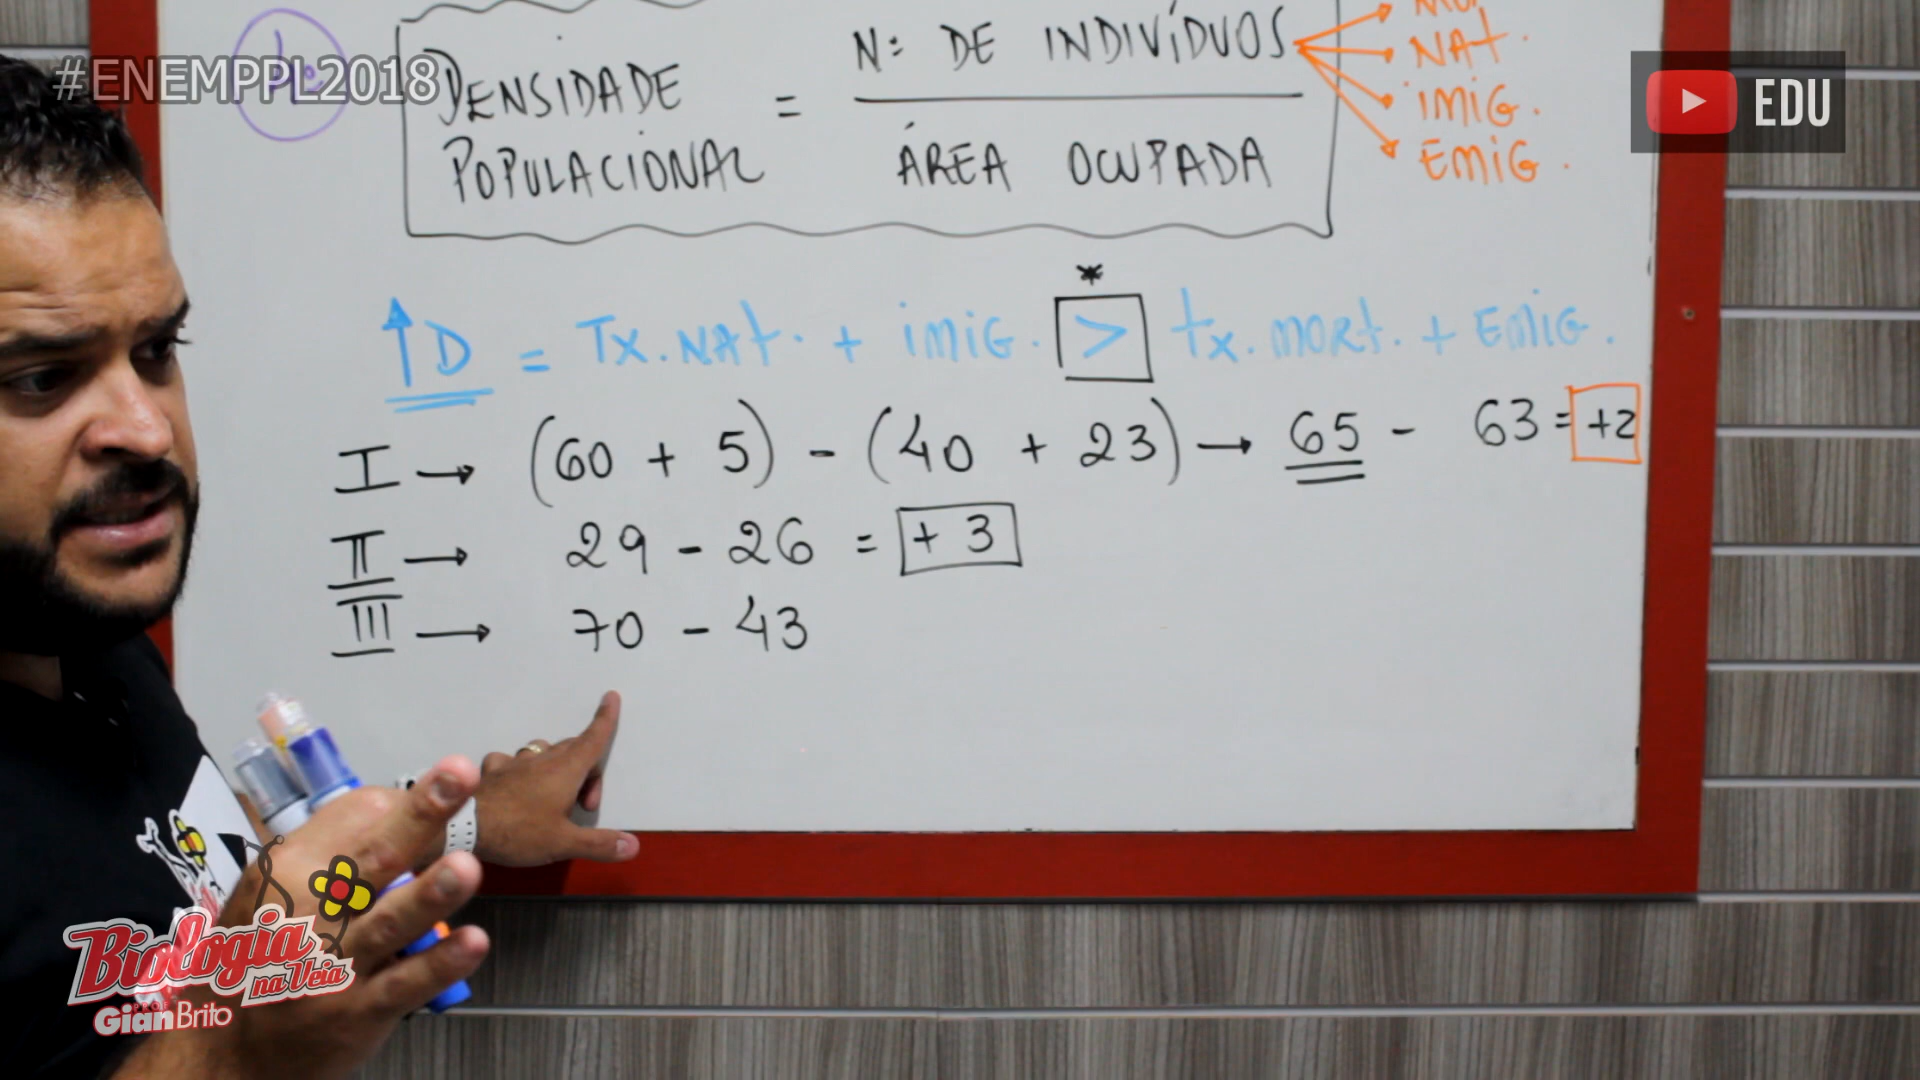 #ENEMPPL2018
DENSIDADE POPULACIONAL = Nº DE INDIVÍDUOS
ÁREA OCUPADA
NAT.
IMIG.
EMIG.
EDU
*
↑D = Tx. NAT. + IMIG. > tx. MORT. + EMIG.
I → (60 + 5) - (40 + 23) → 65 - 63 = +2
II → 29 - 26 = + 3
III → 70 - 43
Biologia
na Veia
PROF
Gian Brito